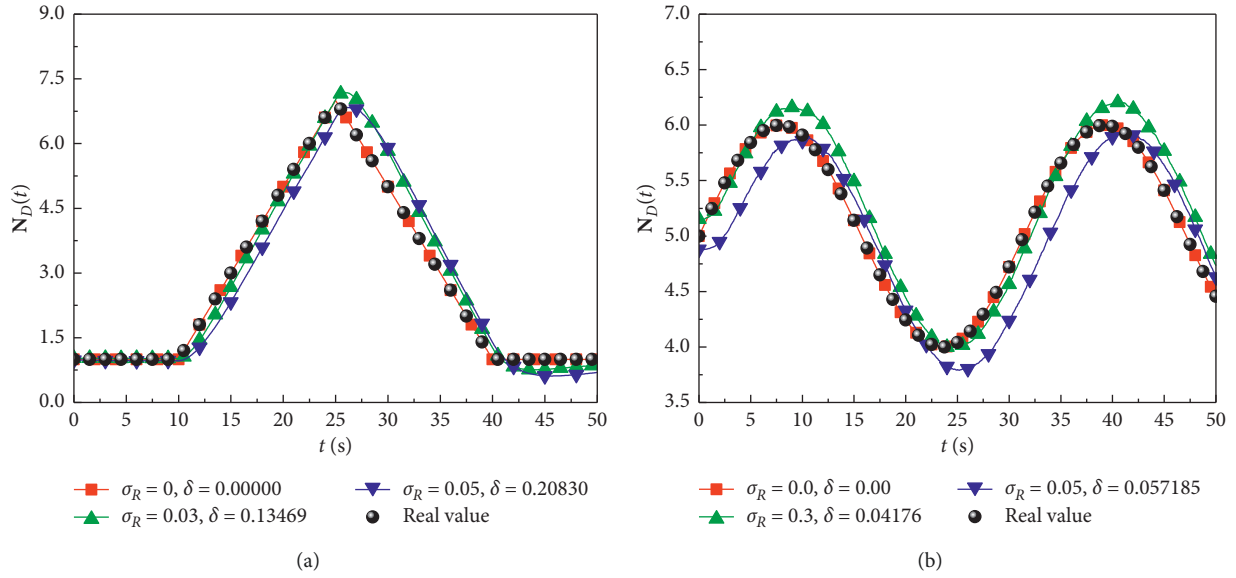 9.0
7.5
6.0
4.5
3.0
1.5
0.0
N_D(t)
0 5 10 15 20 25 30 35 40 45 50
t (s)
σ_R = 0, δ = 0.00000
σ_R = 0.03, δ = 0.13469
σ_R = 0.05, δ = 0.20830
Real value
(a)
7.0
6.5
6.0
5.5
5.0
4.5
4.0
3.5
N_D(t)
0 5 10 15 20 25 30 35 40 45 50
t (s)
σ_R = 0.0, δ = 0.00
σ_R = 0.3, δ = 0.04176
σ_R = 0.05, δ = 0.057185
Real value
(b)